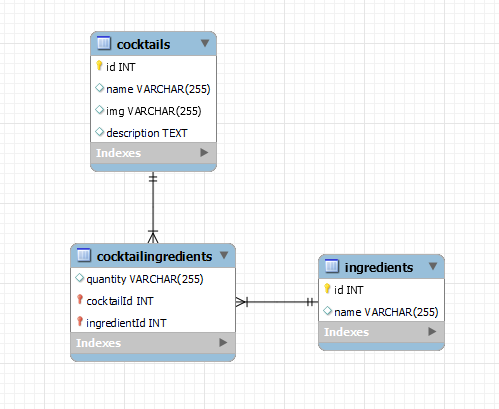 cocktails
id INT
name VARCHAR(255)
img VARCHAR(255)
description TEXT
Indexes
cocktailingredients
quantity VARCHAR(255)
cocktailId INT
ingredientId INT
Indexes
ingredients
id INT
name VARCHAR(255)
Indexes